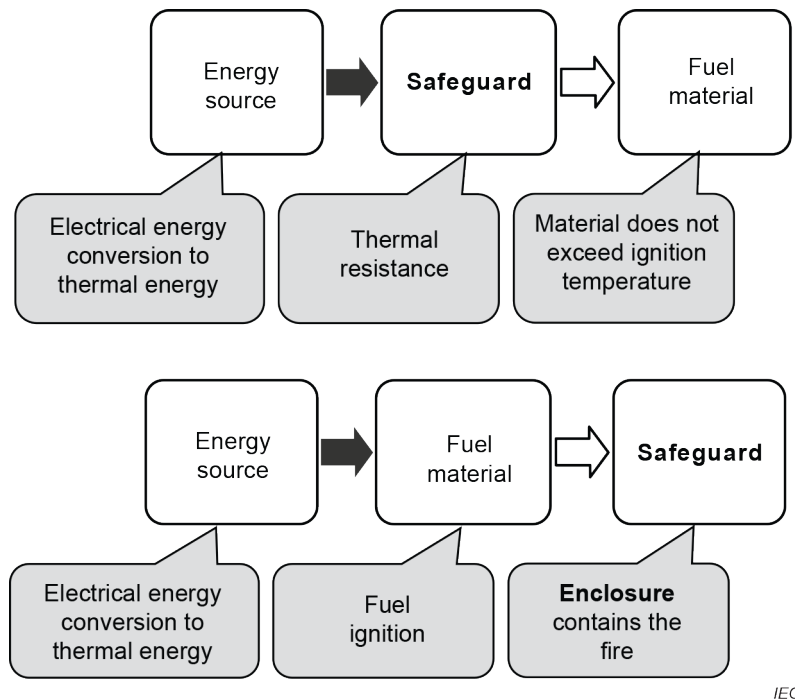 Energy
source
Safeguard
Fuel
material
Electrical energy
conversion to
thermal energy
Thermal
resistance
Material does not
exceed ignition
temperature
Energy
source
Fuel
material
Safeguard
Electrical energy
conversion to
thermal energy
Fuel
ignition
Enclosure
contains the
fire
IEC